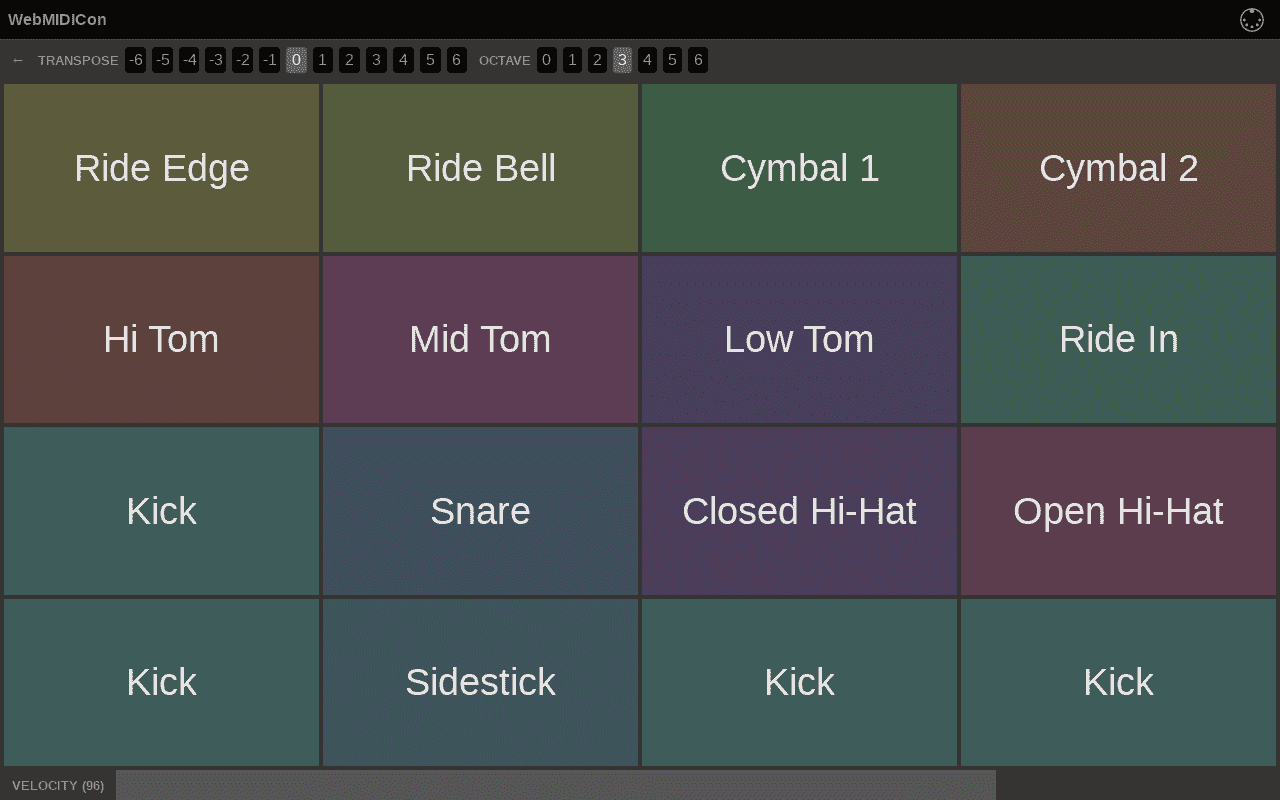 WebMIDICon
← TRANSPOSE -6 -5 -4 -3 -2 -1 0 1 2 3 4 5 6 OCTAVE 0 1 2 3 4 5 6
Ride Edge Ride Bell Cymbal 1 Cymbal 2
Hi Tom Mid Tom Low Tom Ride In
Kick Snare Closed Hi-Hat Open Hi-Hat
Kick Sidestick Kick Kick
VELOCITY (96)